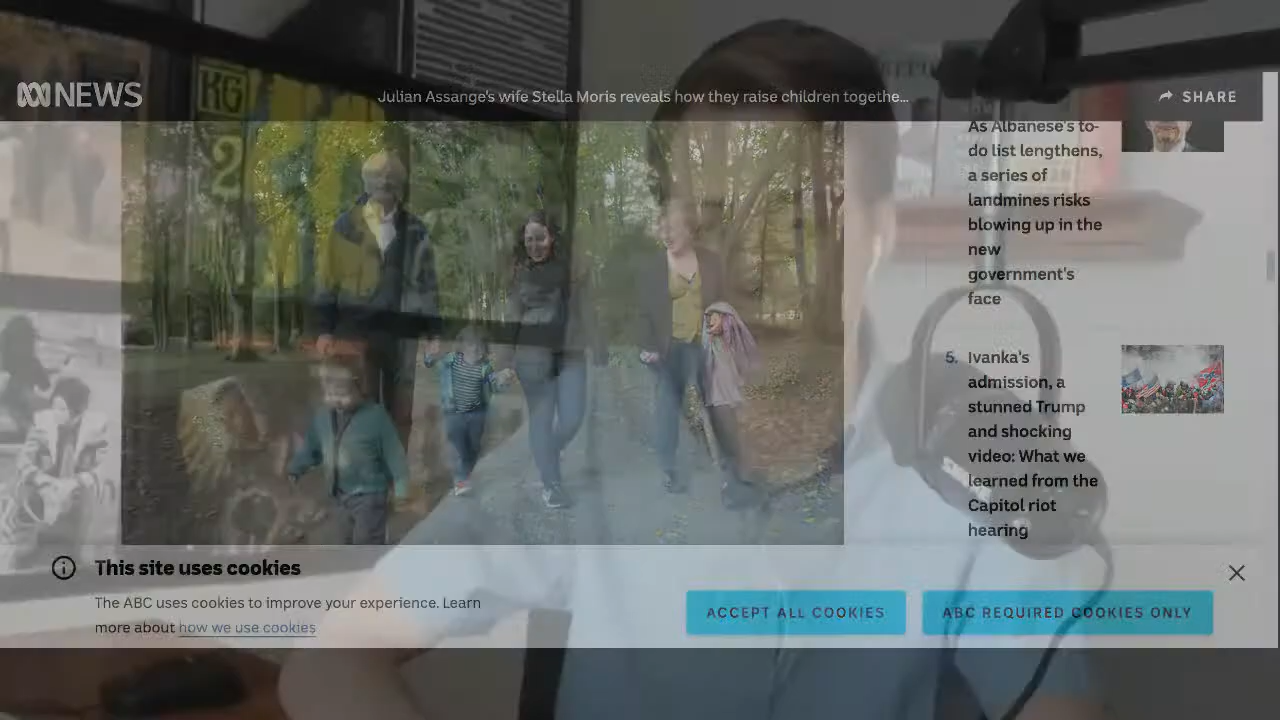 KG
2
NEWS
Julian Assange's wife Stella Moris reveals how they raise children togethe...
SHARE
As Albanese's to-
do list lengthens,
a series of
landmines risks
blowing up in the
new
government's
face
5. Ivanka's
admission, a
stunned Trump
and shocking
video: What we
learned from the
Capitol riot
hearing
This site uses cookies
The ABC uses cookies to improve your experience. Learn
more about how we use cookies
ACCEPT ALL COOKIES
ABC REQUIRED COOKIES ONLY